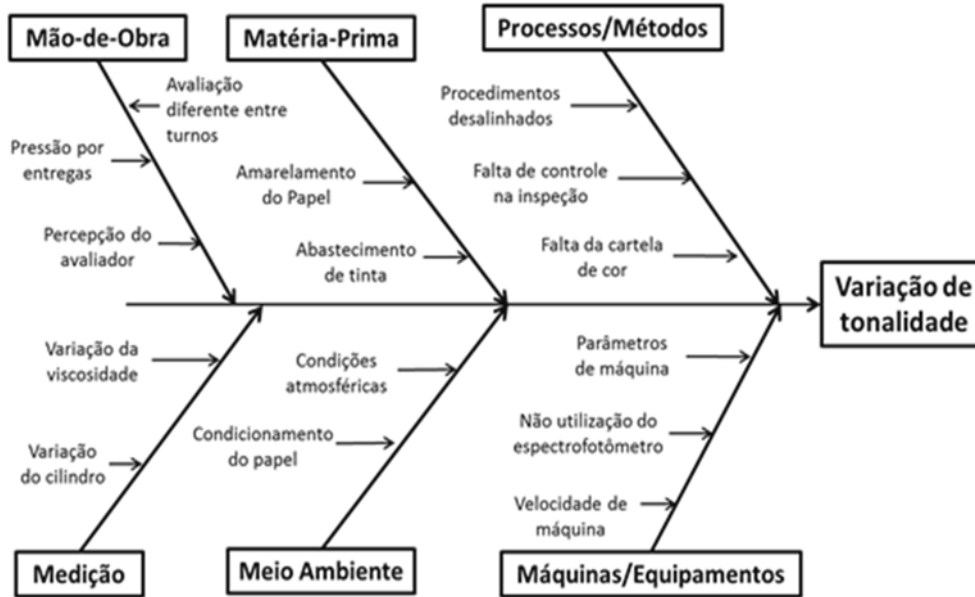 Mão-de-Obra
Matéria-Prima
Processos/Métodos
Avaliação
diferente entre
turnos
Pressão por
entregas
Percepção do
avaliador
Amarelamento
do Papel
Abastecimento
de tinta
Procedimentos
desalinhados
Falta de controle
na inspeção
Falta da cartela
de cor
Variação de
tonalidade
Variação da
viscosidade
Variação
do cilindro
Condições
atmosféricas
Condicionamento
do papel
Parâmetros
de máquina
Não utilização do
espectrofotômetro
Velocidade de
máquina
Medição
Meio Ambiente
Máquinas/Equipamentos